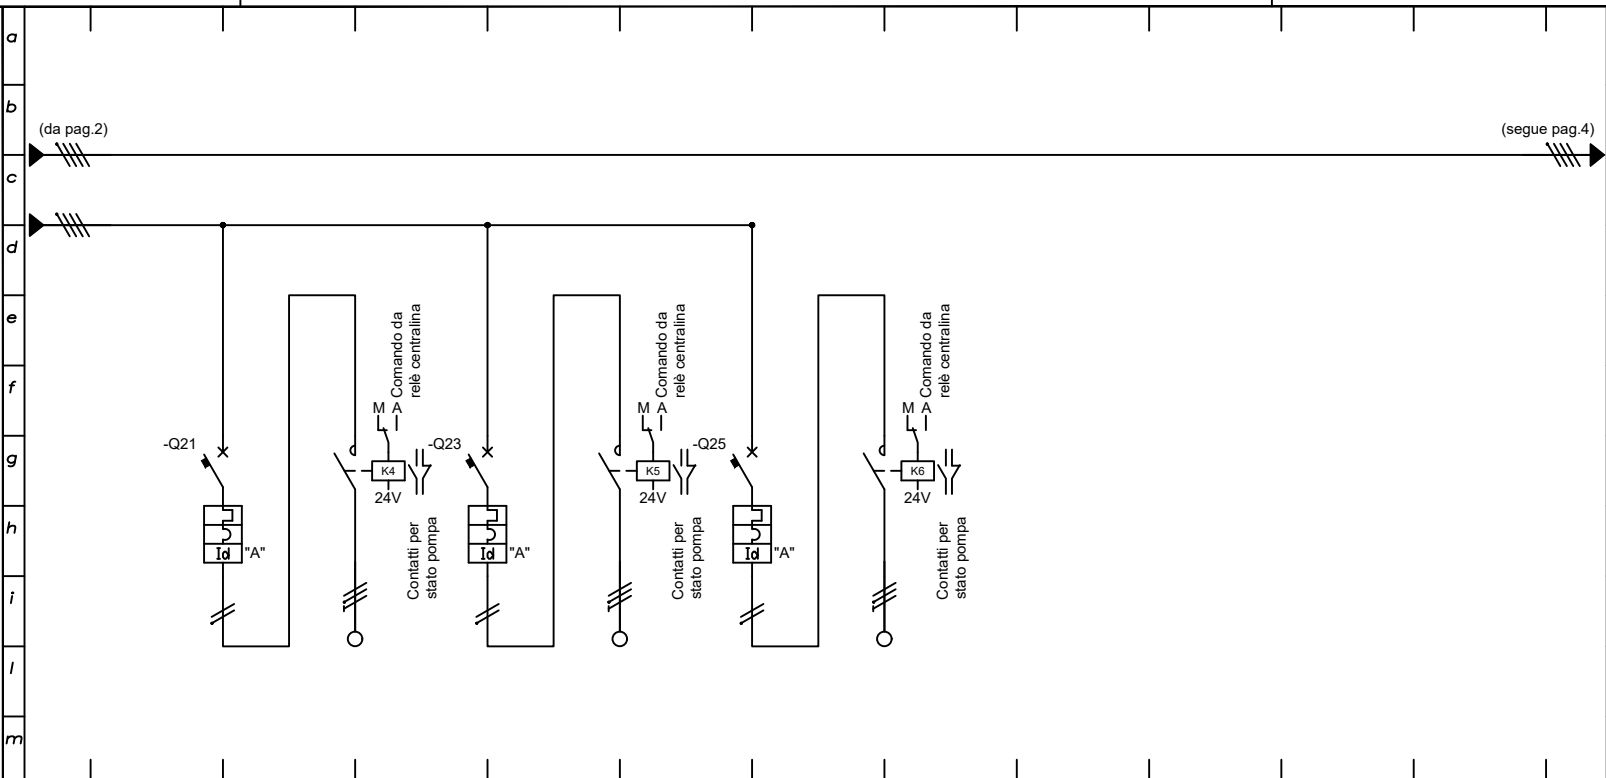 a
b
(da pag.2)
(segue pag.4)
c
d
e
f
g
h
i
l
m
Comando da
relè centralina
Comando da
relè centralina
Comando da
relè centralina
M A
M A
M A
-Q21
-Q23
-Q25
K4
K5
K6
24V
24V
24V
Id "A"
Id "A"
Id "A"
Contatti per
stato pompa
Contatti per
stato pompa
Contatti per
stato pompa